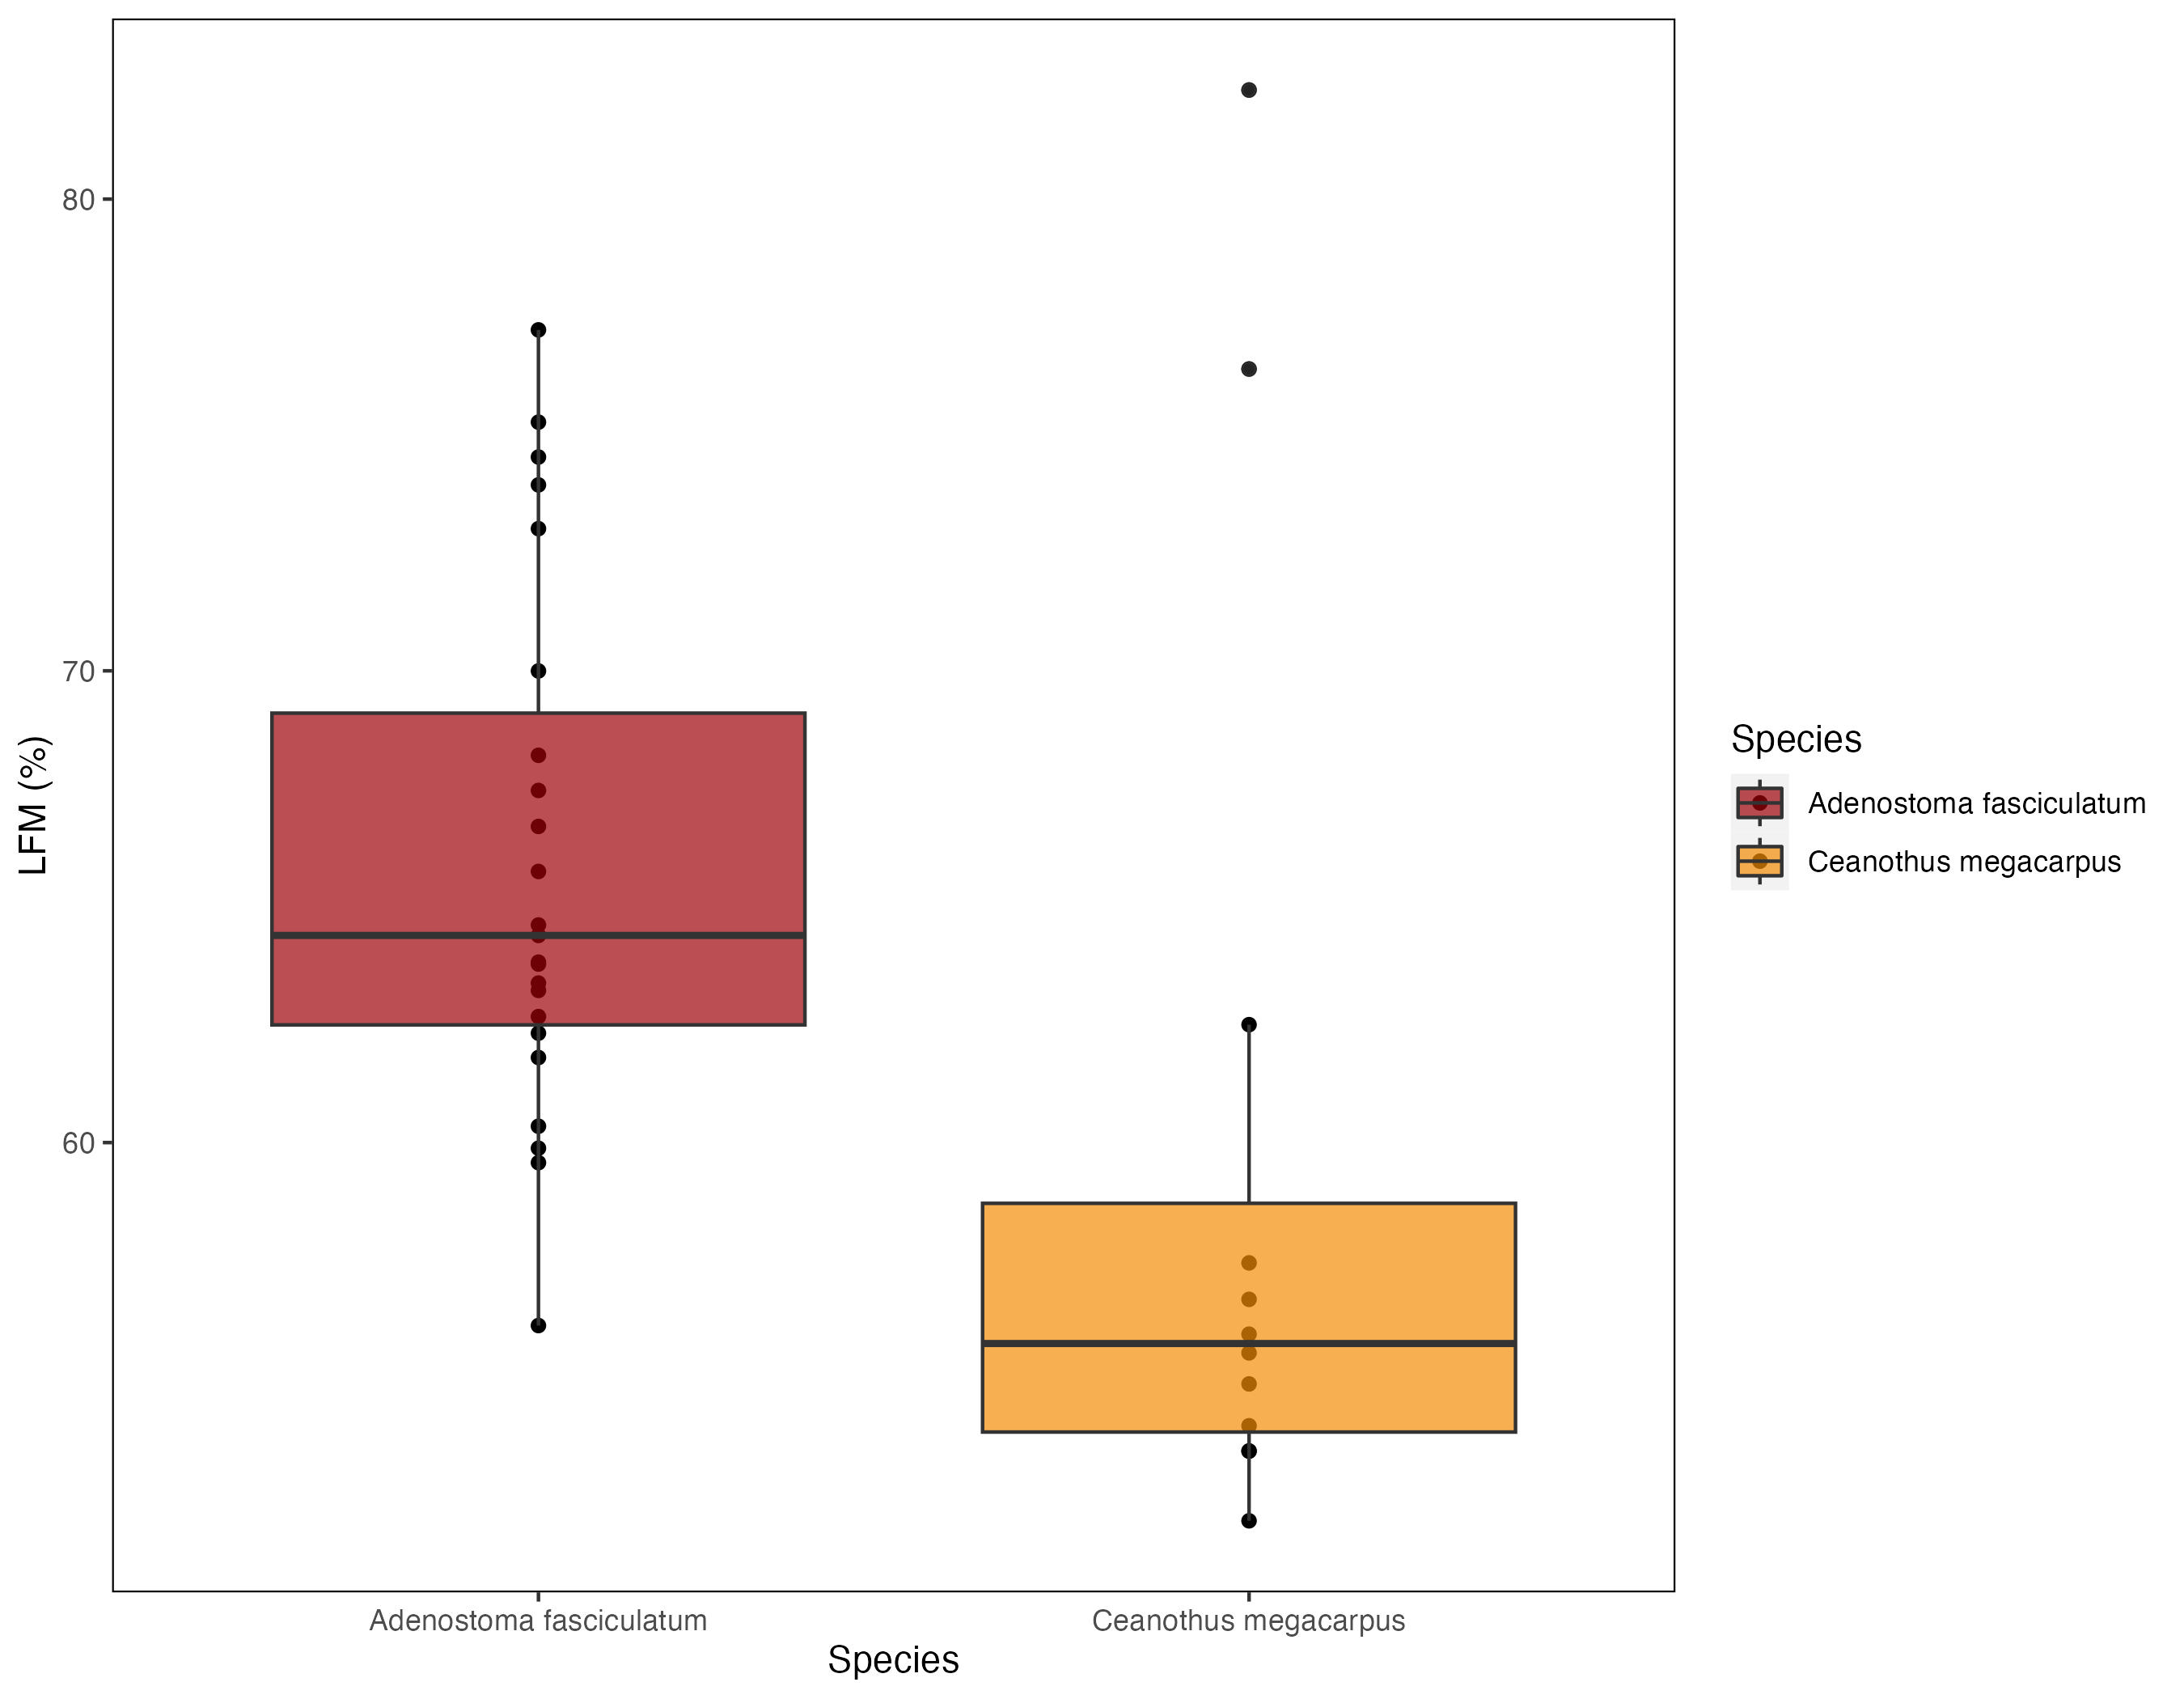 80
70
60
LFM (%)
Adenostoma fasciculatum
Ceanothus megacarpus
Species
Species
Adenostoma fasciculatum
Ceanothus megacarpus